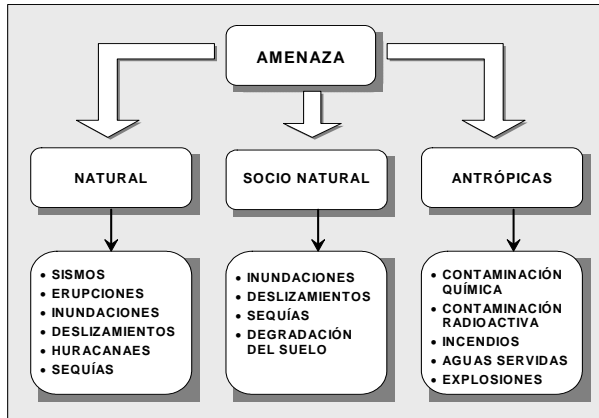 AMENAZA
NATURAL
SOCIO NATURAL
ANTRÓPICAS
• SISMOS
• ERUPCIONES
• INUNDACIONES
• DESLIZAMIENTOS
• HURACANAES
• SEQUÍAS
• INUNDACIONES
• DESLIZAMIENTOS
• SEQUÍAS
• DEGRADACIÓN
DEL SUELO
• CONTAMINACIÓN
QUÍMICA
• CONTAMINACIÓN
RADIOACTIVA
• INCENDIOS
• AGUAS SERVIDAS
• EXPLOSIONES